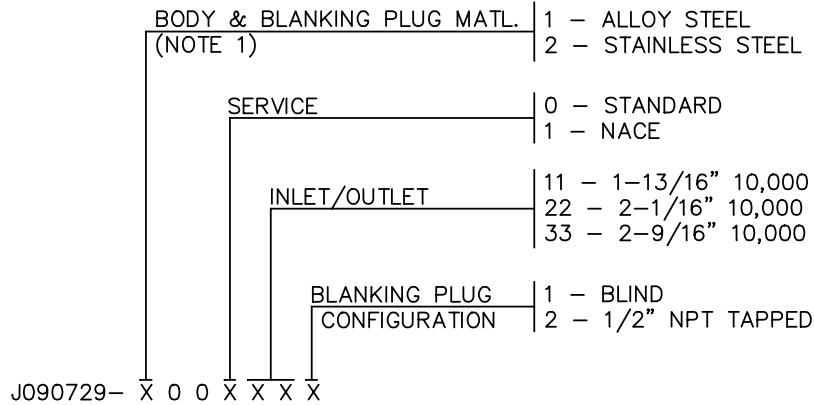 BODY & BLANKING PLUG MATL.
(NOTE 1)
1 – ALLOY STEEL
2 – STAINLESS STEEL
SERVICE
0 – STANDARD
1 – NACE
INLET/OUTLET
11 – 1–13/16" 10,000
22 – 2–1/16" 10,000
33 – 2–9/16" 10,000
BLANKING PLUG
CONFIGURATION
1 – BLIND
2 – 1/2" NPT TAPPED
J090729– X 0 0 X X X X